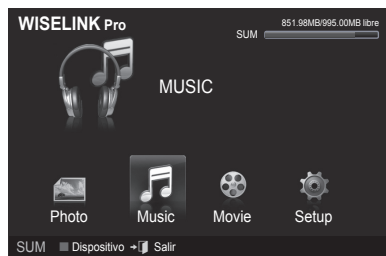 WISELINK Pro
851.98MB/995.00MB libre
SUM
MUSIC
Photo Music Movie Setup
SUM Dispositivo Salir